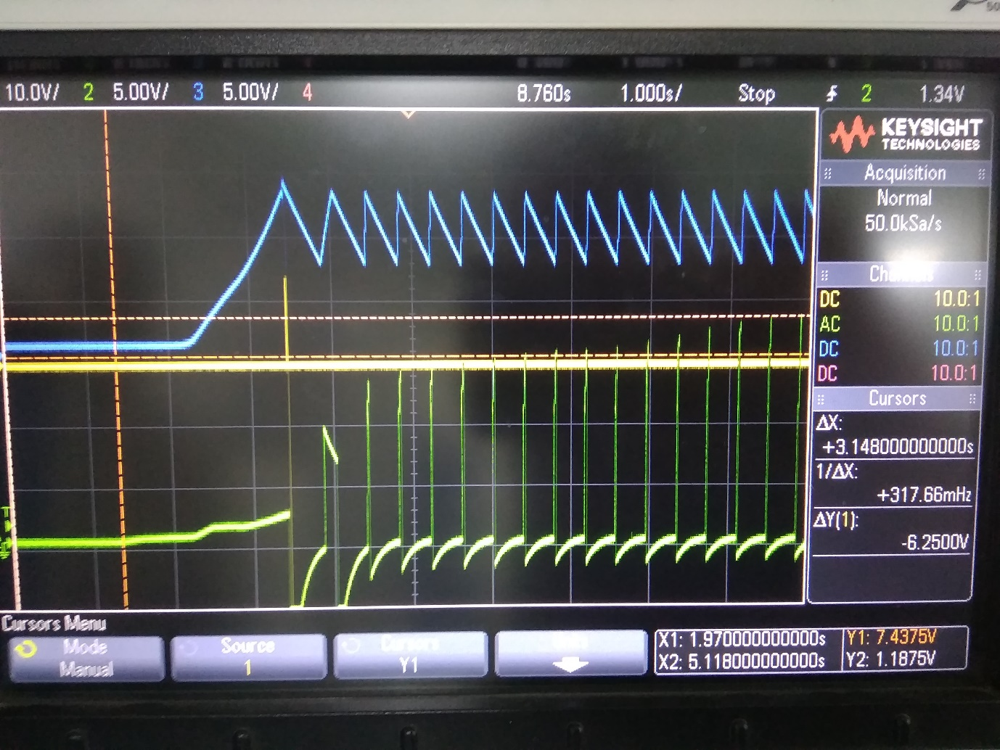 50
10.0V/ 2 5.00V/ 3 5.00V/ 4 8.760s 1.000s/ Stop 2 1.34V
KEYSIGHT
TECHNOLOGIES
Acquisition
Normal
50.0kSa/s
Channels
DC 10.0:1
AC 10.0:1
DC 10.0:1
DC 10.0:1
Cursors
ΔX:
+3.148000000000s
1/ΔX:
+317.66mHz
ΔY(1):
-6.2500V
T
Cursors Menu
Mode
Manual
Source
1
Cursors
Y1
X1: 1.970000000000s Y1: 7.4375V
X2: 5.118000000000s Y2: 1.1875V